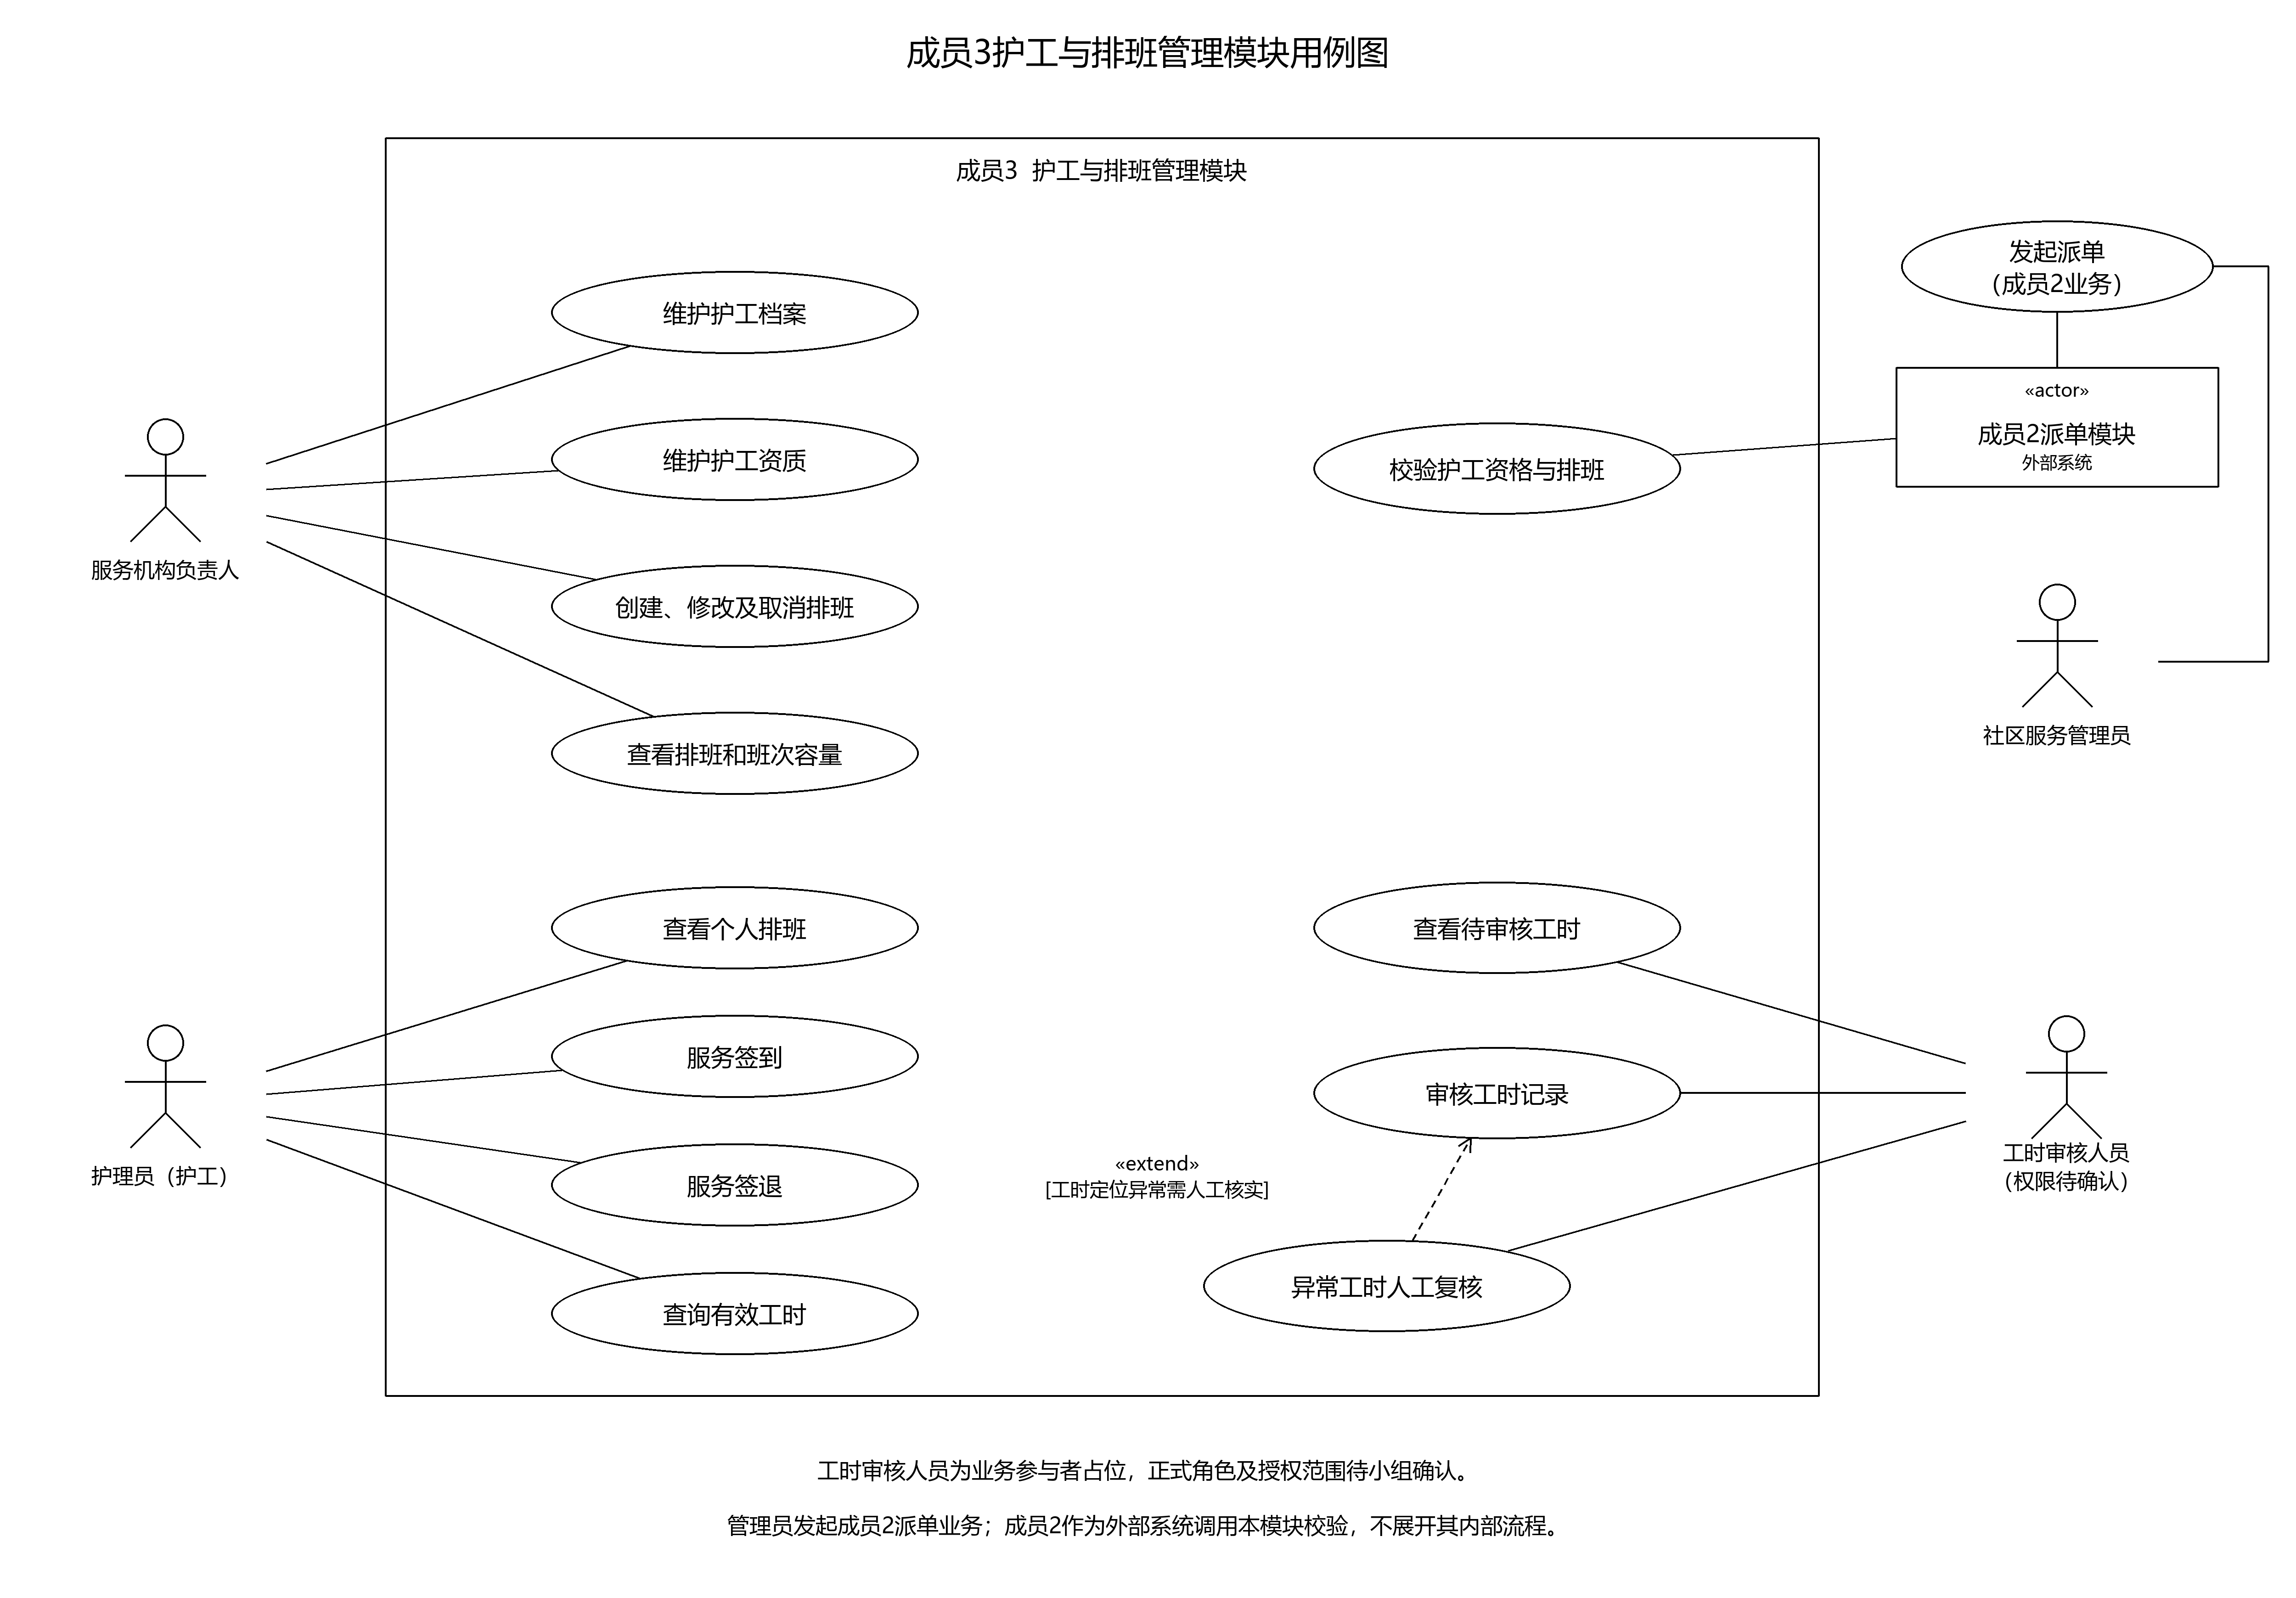 成员3护工与排班管理模块用例图
成员3 护工与排班管理模块
维护护工档案
维护护工资质
创建、修改及取消排班
查看排班和班次容量
服务机构负责人
查看个人排班
服务签到
服务签退
查询有效工时
护理员（护工）
发起派单
（成员2业务）
«actor»
成员2派单模块
外部系统
校验护工资格与排班
社区服务管理员
查看待审核工时
审核工时记录
«extend»
[工时定位异常需人工核实]
异常工时人工复核
工时审核人员
（权限待确认）
工时审核人员为业务参与者占位，正式角色及授权范围待小组确认。
管理员发起成员2派单业务；成员2作为外部系统调用本模块校验，不展开其内部流程。